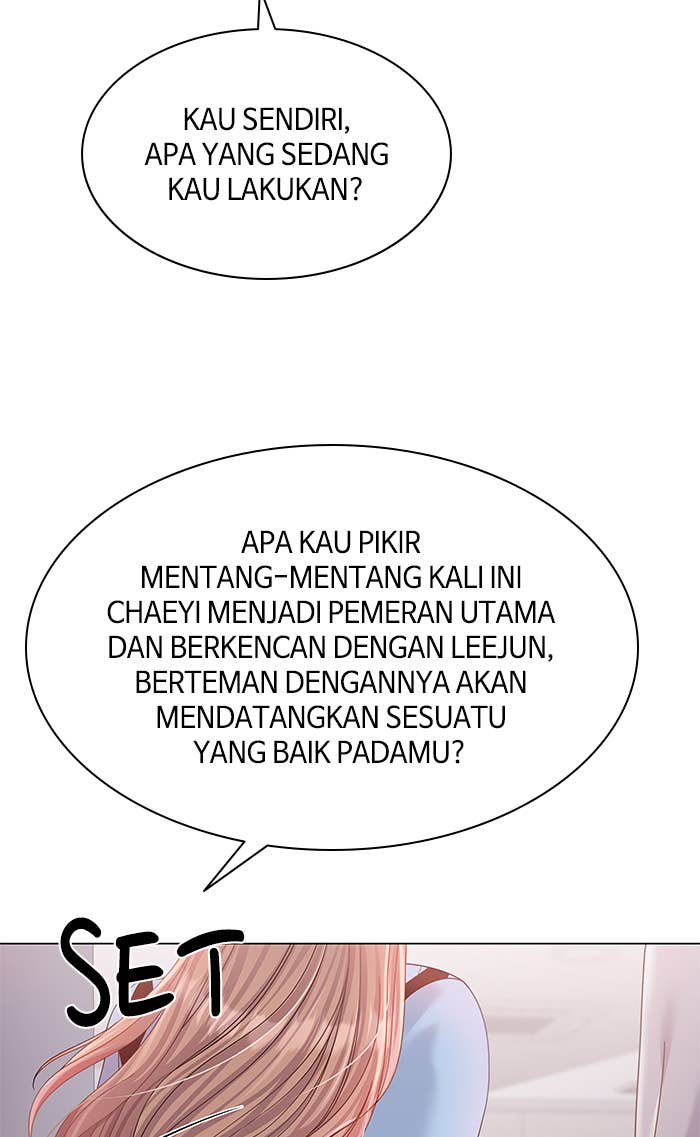 KAU SENDIRI,
APA YANG SEDANG
KAU LAKUKAN?
APA KAU PIKIR
MENTANG-MENTANG KALI INI
CHAEYI MENJADI PEMERAN UTAMA
DAN BERKENCAN DENGAN LEEJUN,
BERTEMAN DENGANNYA AKAN
MENDATANGKAN SESUATU
YANG BAIK PADAMU?
SET